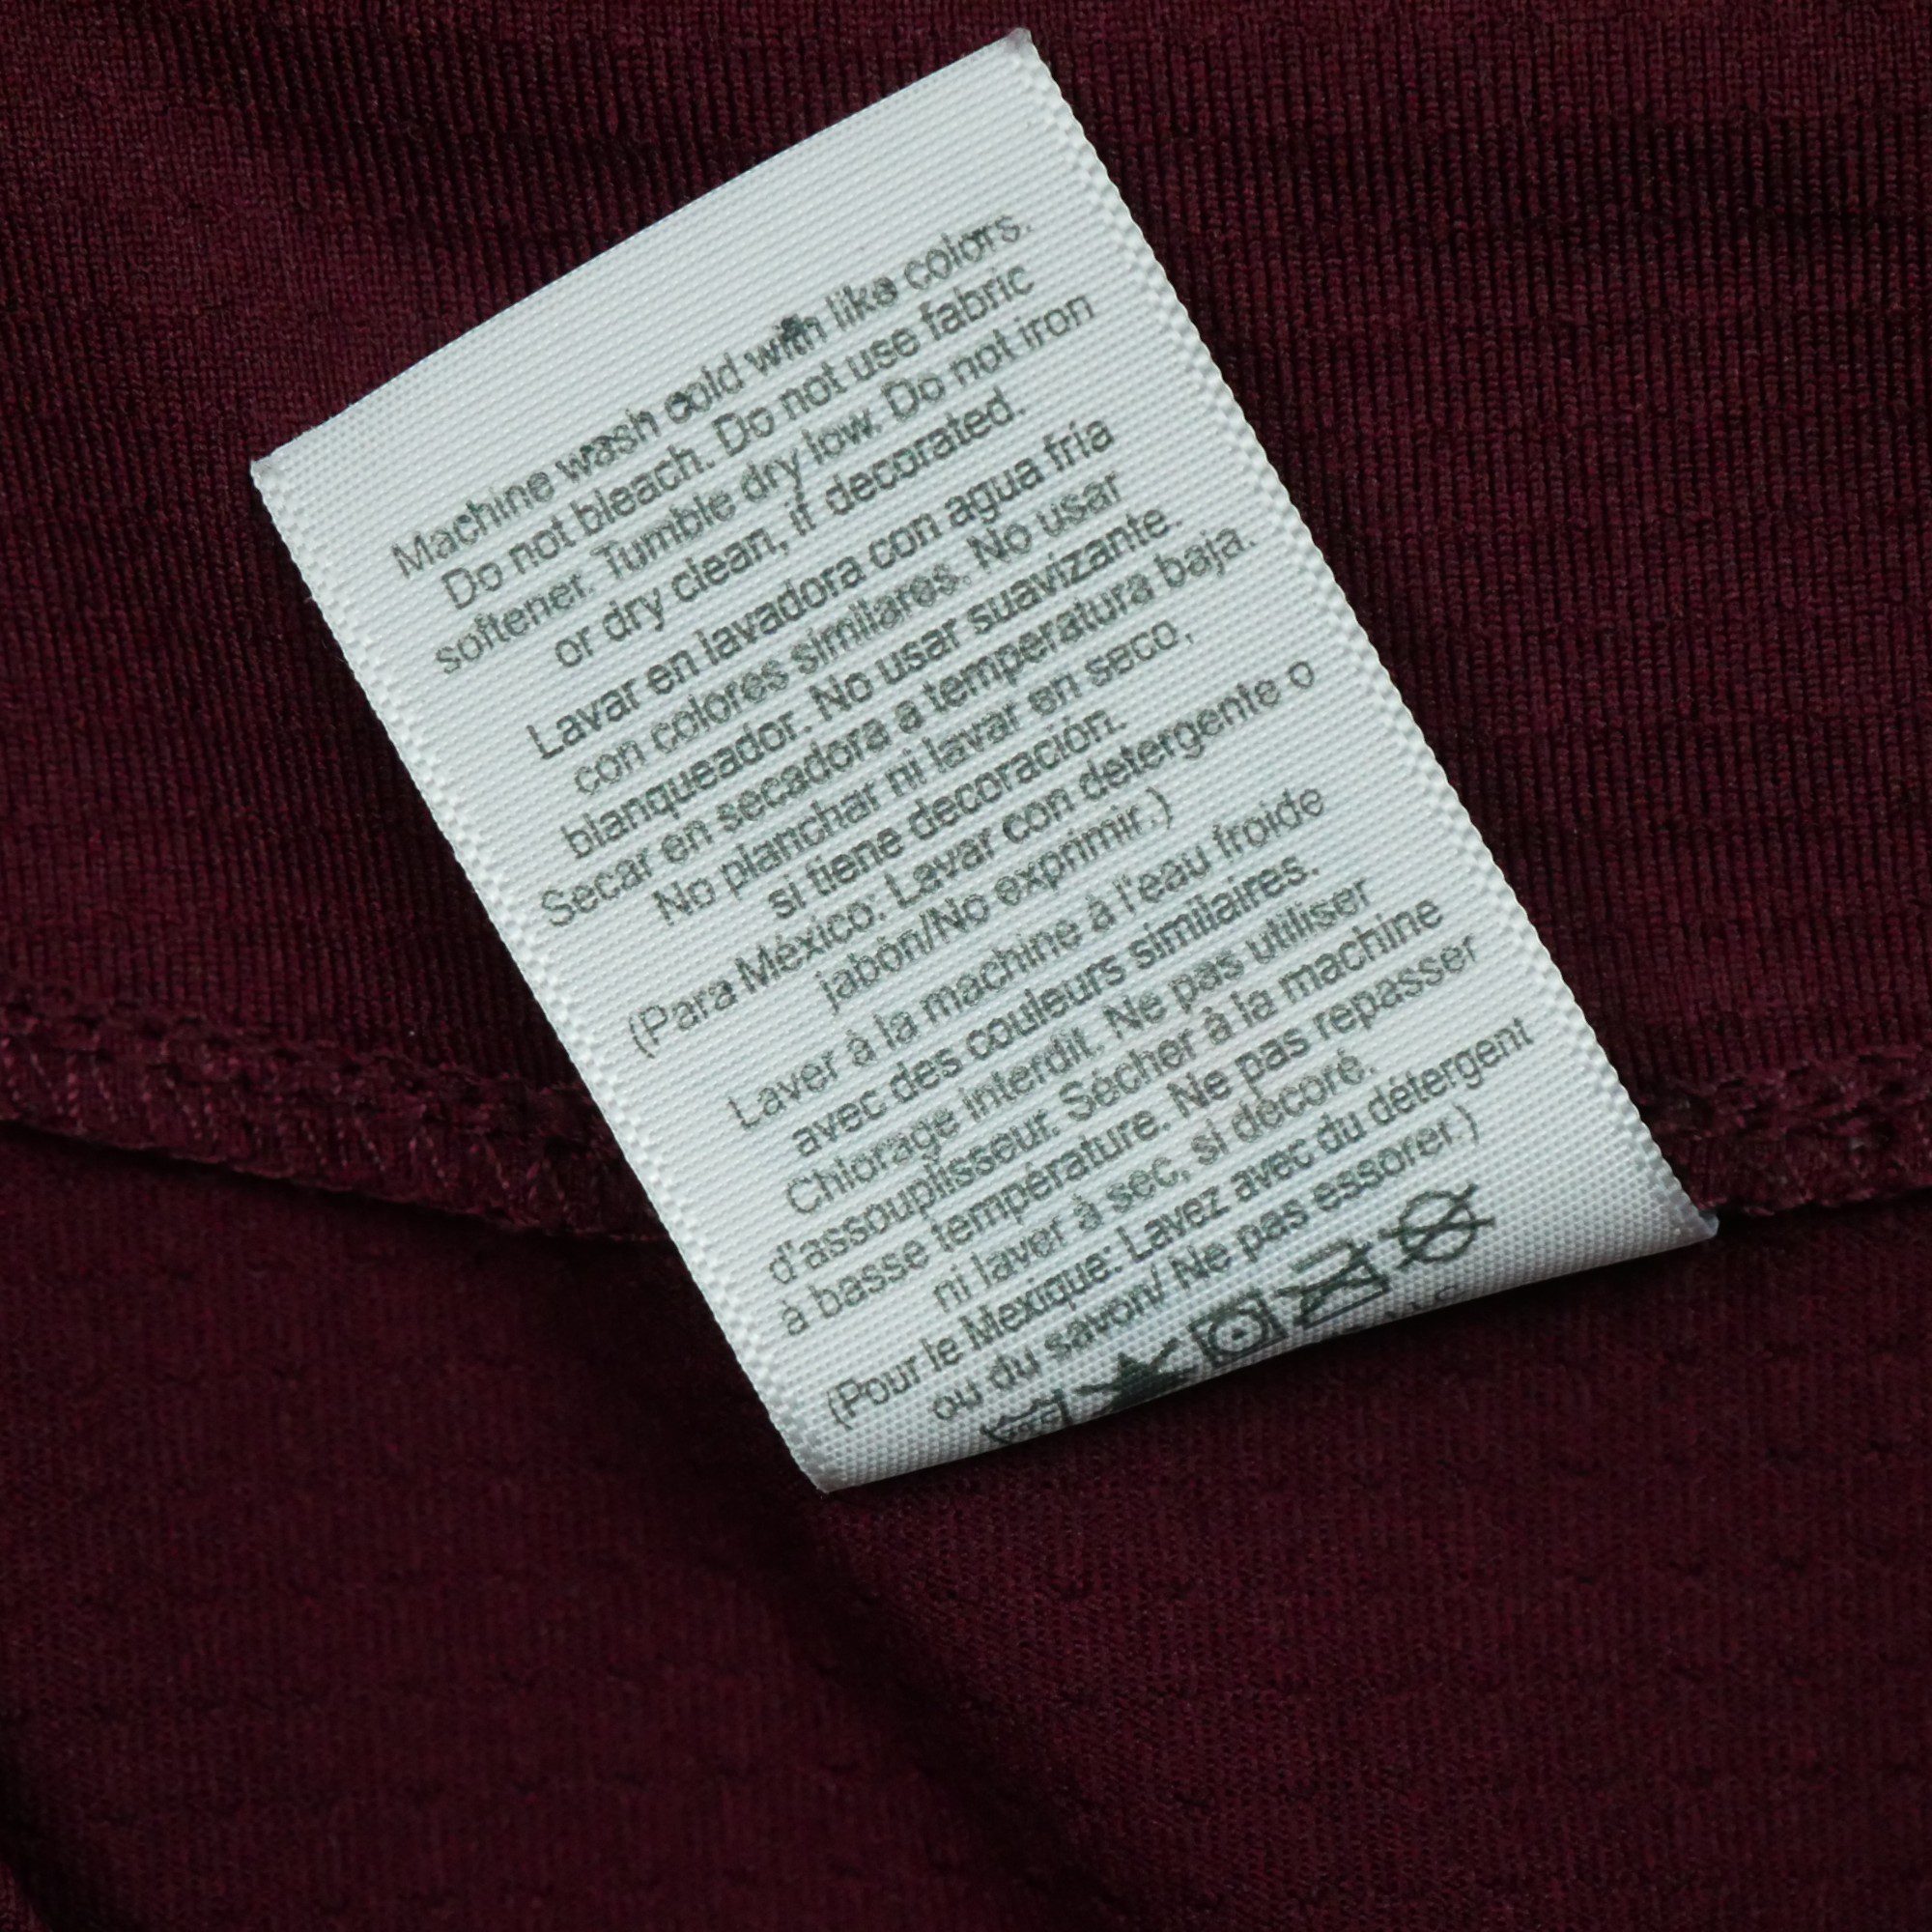 Machine wash cold with like colors.
Do not bleach. Do not use fabric
softener. Tumble dry low. Do not iron
or dry clean, if decorated.
Lavar en lavadora con agua fria
con colores similares. No usar
blanqueador. No usar suavizante.
Secar en secadora a temperatura baja.
No planchar ni lavar en seco,
si tiene decoración.
(Para México: Lavar con detergente o
jabón/No exprimir.)
Laver à la machine à l'eau froide
avec des couleurs similaires.
Chlorage interdit. Ne pas utiliser
d'assouplisseur. Sécher à la machine
à basse température. Ne pas repasser
ni laver à sec, si décoré.
(Pour le Mexique: Lavez avec du détergent
ou du savon/ Ne pas essorer.)